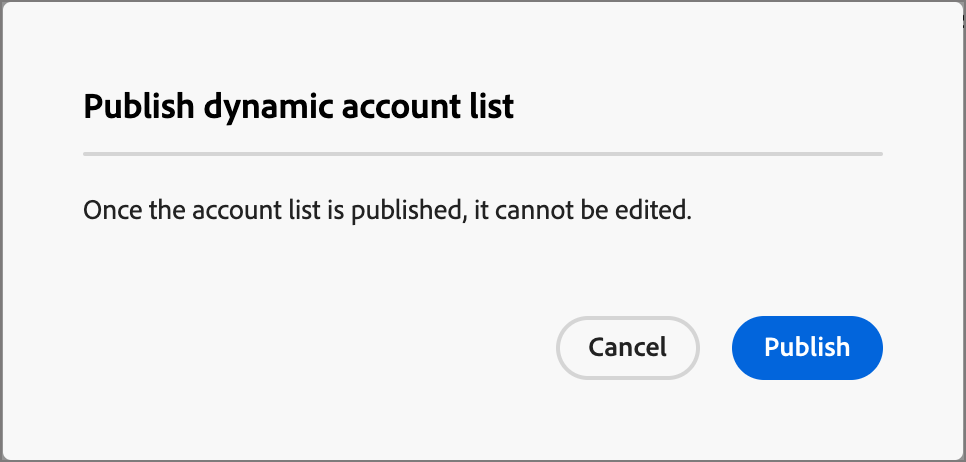 Publish dynamic account list
Once the account list is published, it cannot be edited.
Cancel
Publish